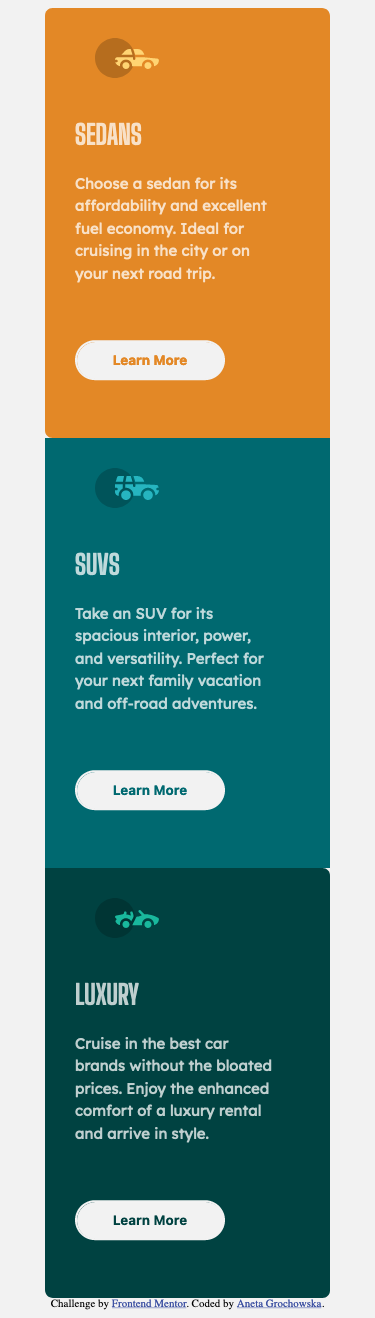 SEDANS
Choose a sedan for its
affordability and excellent
fuel economy. Ideal for
cruising in the city or on
your next road trip.
Learn More
SUVS
Take an SUV for its
spacious interior, power,
and versatility. Perfect for
your next family vacation
and off-road adventures.
Learn More
LUXURY
Cruise in the best car
brands without the bloated
prices. Enjoy the enhanced
comfort of a luxury rental
and arrive in style.
Learn More
Challenge by Frontend Mentor. Coded by Aneta Grochowska.